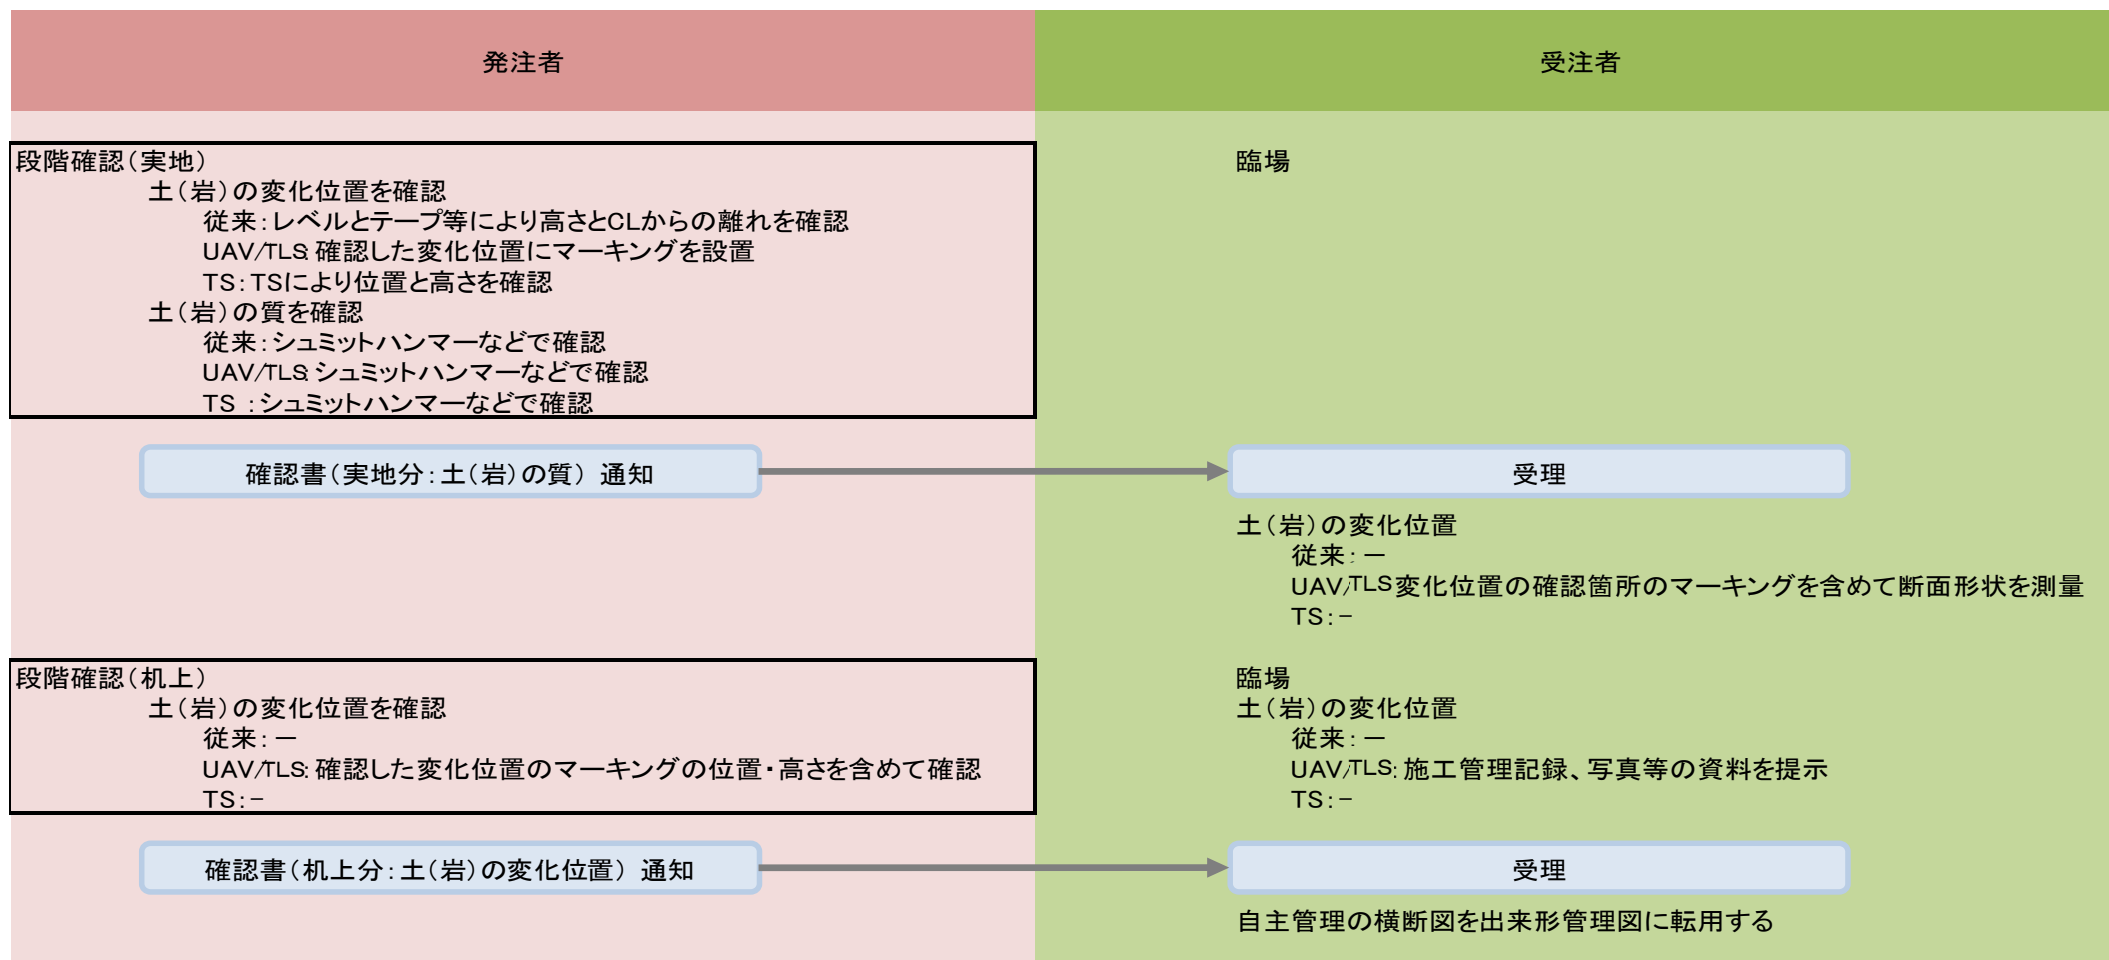 発注者
受注者
段階確認(実地)
土(岩)の変化位置を確認
従来:レベルとテープ等により高さとCLからの離れを確認
UAV/TLS:確認した変化位置にマーキングを設置
TS:TSにより位置と高さを確認
土(岩)の質を確認
従来:シュミットハンマーなどで確認
UAV/TLS:シュミットハンマーなどで確認
TS :シュミットハンマーなどで確認
臨場
確認書(実地分:土(岩)の質) 通知
受理
土(岩)の変化位置
従来:ー
UAV/TLS変化位置の確認箇所のマーキングを含めて断面形状を測量
TS:-
段階確認(机上)
土(岩)の変化位置を確認
従来:ー
UAV/TLS:確認した変化位置のマーキングの位置・高さを含めて確認
TS:-
臨場
土(岩)の変化位置
従来:ー
UAV/TLS:施工管理記録、写真等の資料を提示
TS:-
確認書(机上分:土(岩)の変化位置) 通知
受理
自主管理の横断図を出来形管理図に転用する